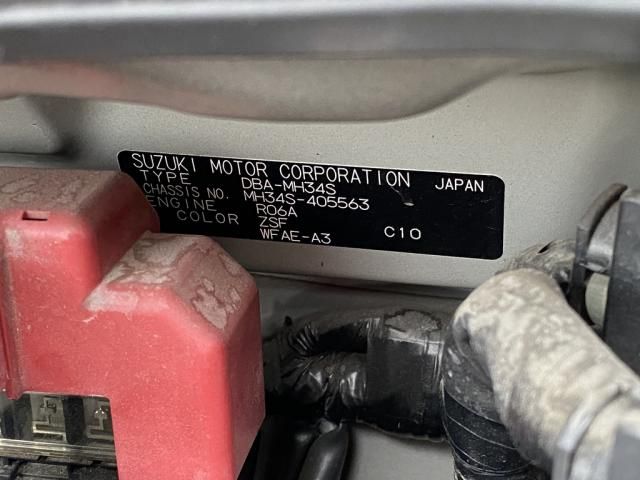 SUZUKI MOTOR CORPORATION JAPAN
TYPE DBA-MH34S
CHASSIS NO. MH34S-405563
ENGINE R06A
COLOR ZSF
WFAE-A3 C10